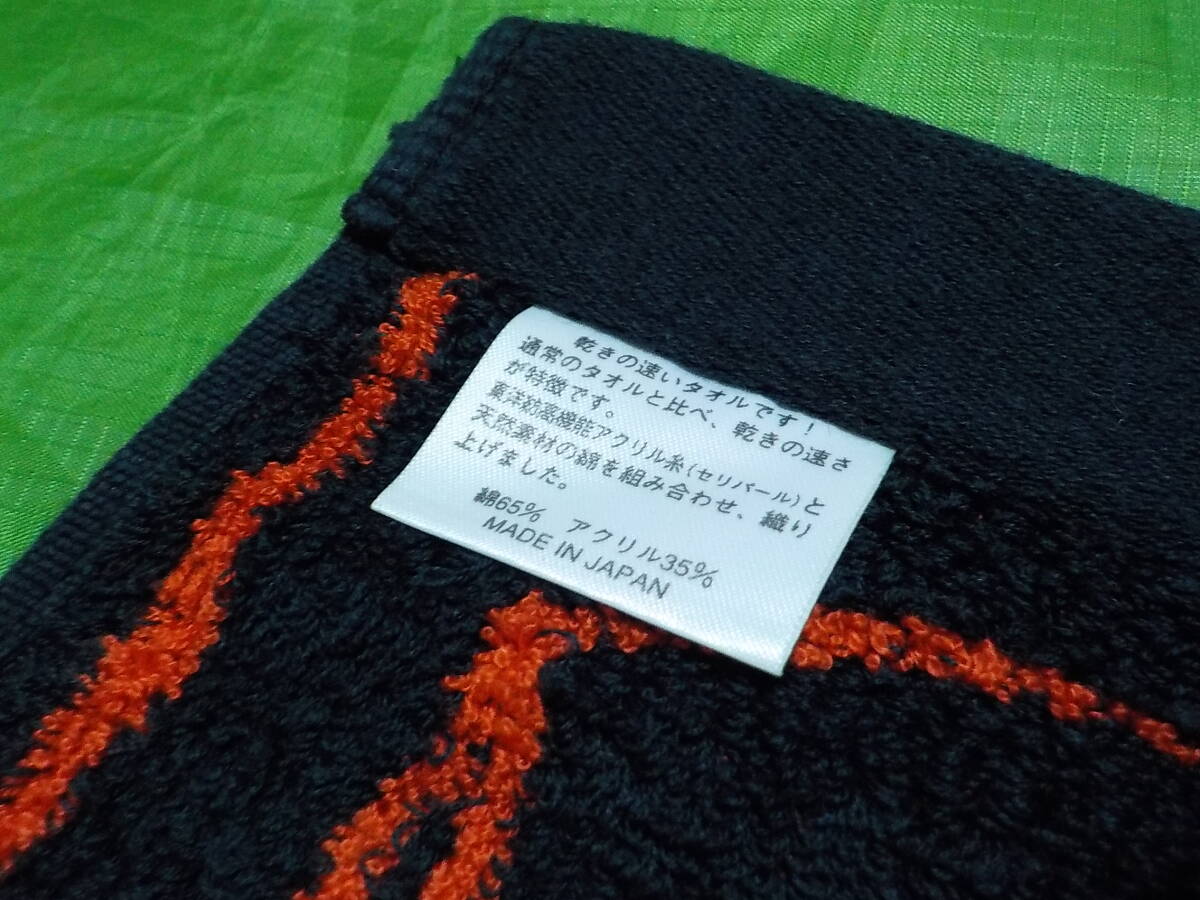 乾きの速いタオルです!
通常のタオルと比べ、乾きの速さ
が特徴です。
東洋紡高機能アクリル糸(セリパール)と
天然素材の綿を組み合わせ、織り
上げました。
綿65% アクリル35%
MADE IN JAPAN